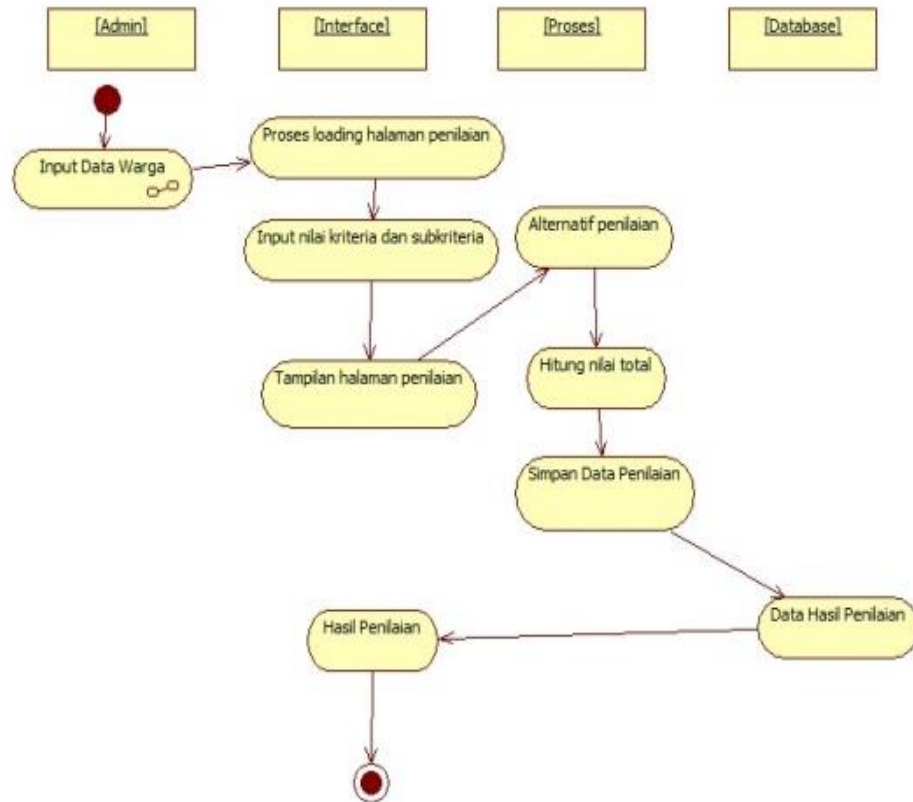 [Admin]
[Interface]
[Proses]
[Database]
Proses loading halaman penilaian
Input Data Warga
Input nilai kriteria dan subkriteria
Alternatif penilaian
Tampilan halaman penilaian
Hitung nilai total
Simpan Data Penilaian
Data Hasil Penilaian
Hasil Penilaian